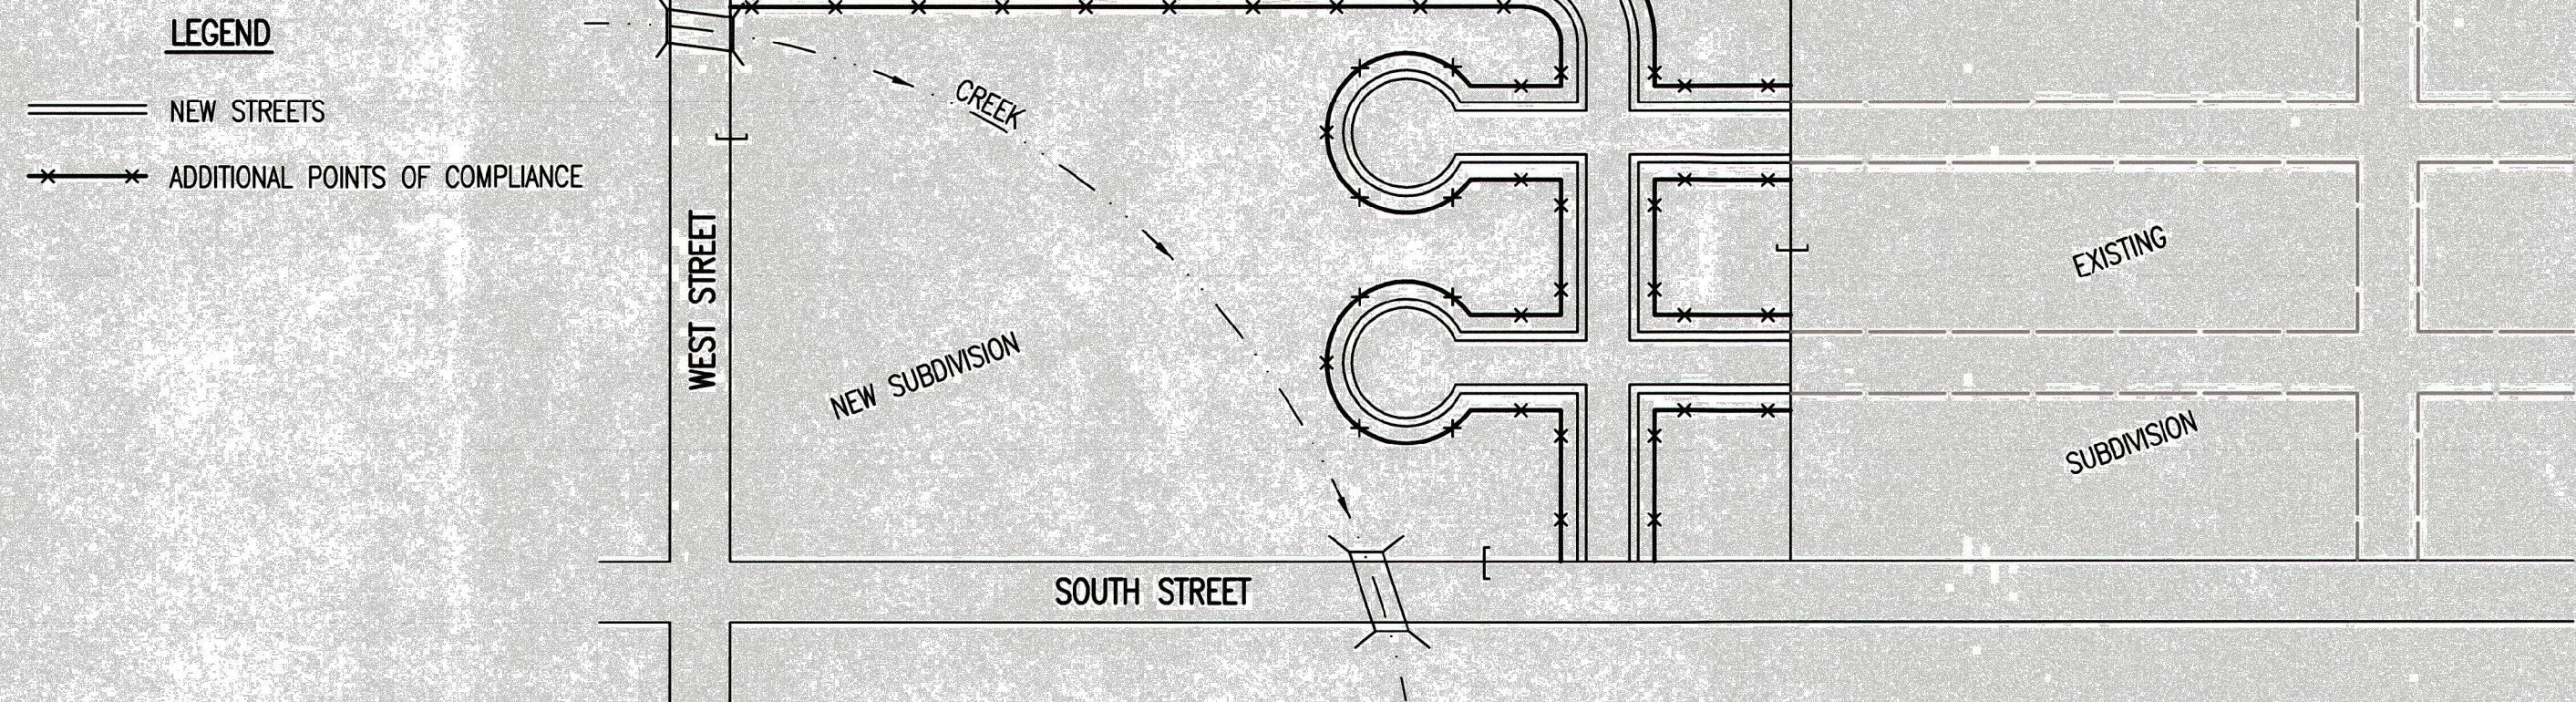 LEGEND
NEW STREETS
ADDITIONAL POINTS OF COMPLIANCE
CREEK
WEST STREET
NEW SUBDIVISION
EXISTING
SUBDIVISION
SOUTH STREET